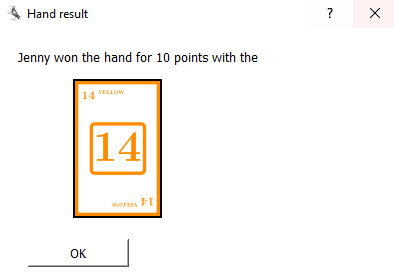 Hand result
?
Jenny won the hand for 10 points with the
14 YELLOW
14
14 YELLOW
OK